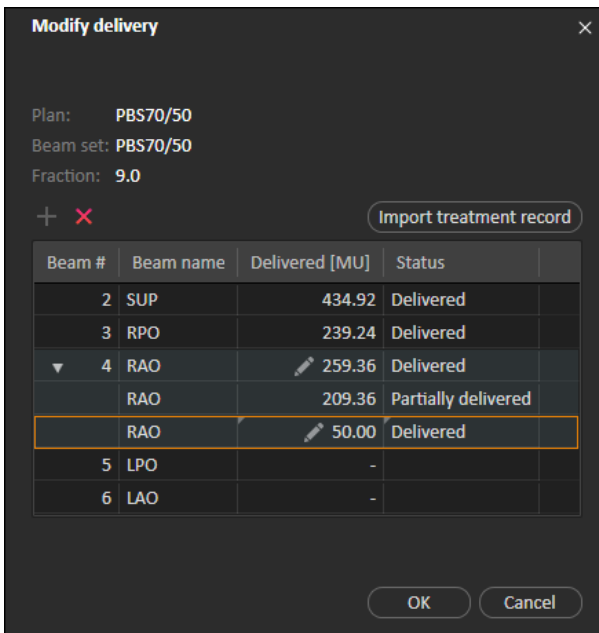 Modify delivery
Plan: PBS70/50
Beam set: PBS70/50
Fraction: 9.0
Import treatment record
Beam # Beam name Delivered [MU] Status
2 SUP 434.92 Delivered
3 RPO 239.24 Delivered
4 RAO 259.36 Delivered
RAO 209.36 Partially delivered
RAO 50.00 Delivered
5 LPO -
6 LAO -
OK Cancel